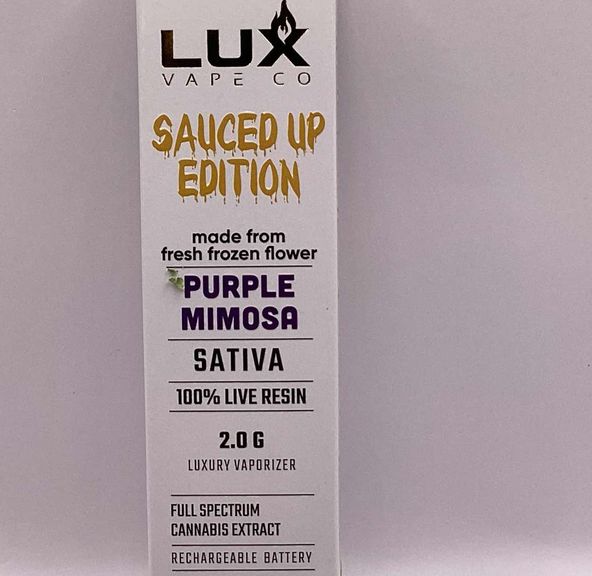 LUX
VAPE CO
SAUCED UP
EDITION
made from
fresh frozen flower
PURPLE
MIMOSA
SATIVA
100% LIVE RESIN
2.0 G
LUXURY VAPORIZER
FULL SPECTRUM
CANNABIS EXTRACT
RECHARGEABLE BATTERY